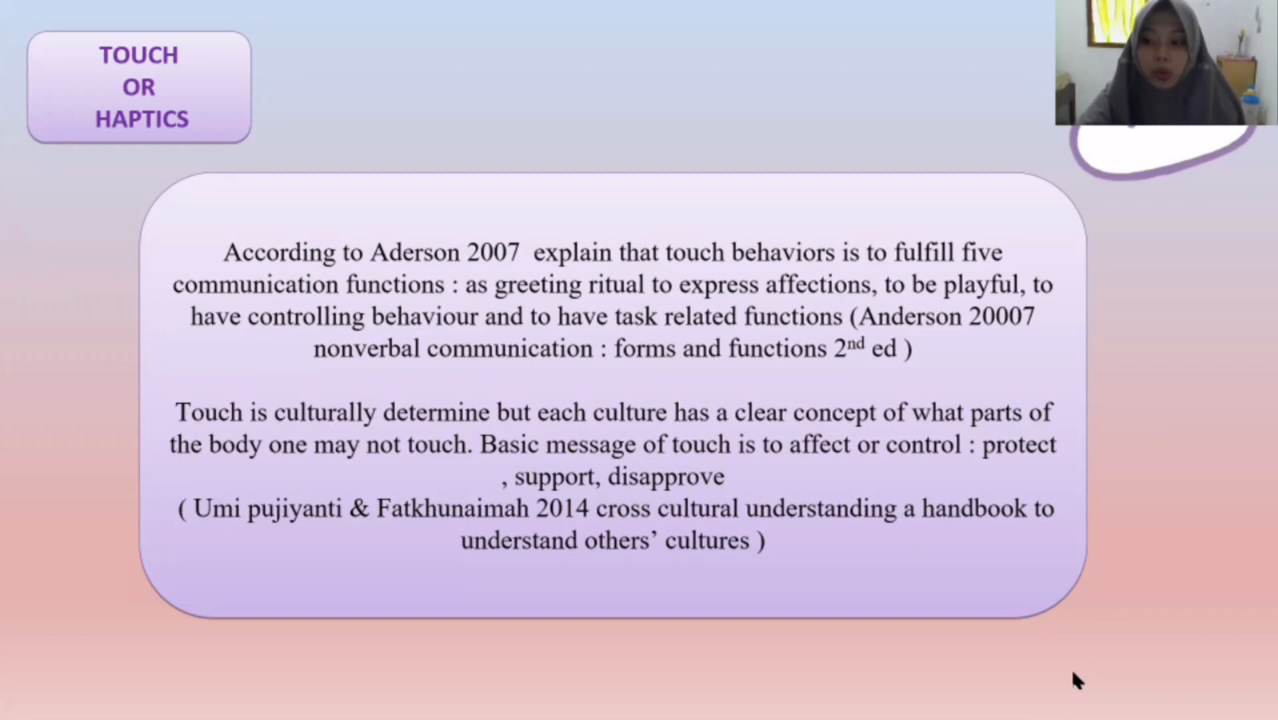 TOUCH
OR
HAPTICS
According to Aderson 2007  explain that touch behaviors is to fulfill five
communication functions : as greeting ritual to express affections, to be playful, to
have controlling behaviour and to have task related functions (Anderson 20007
nonverbal communication : forms and functions 2nd ed )
Touch is culturally determine but each culture has a clear concept of what parts of
the body one may not touch. Basic message of touch is to affect or control : protect
, support, disapprove
( Umi pujiyanti & Fatkhunaimah 2014 cross cultural understanding a handbook to
understand others’ cultures )